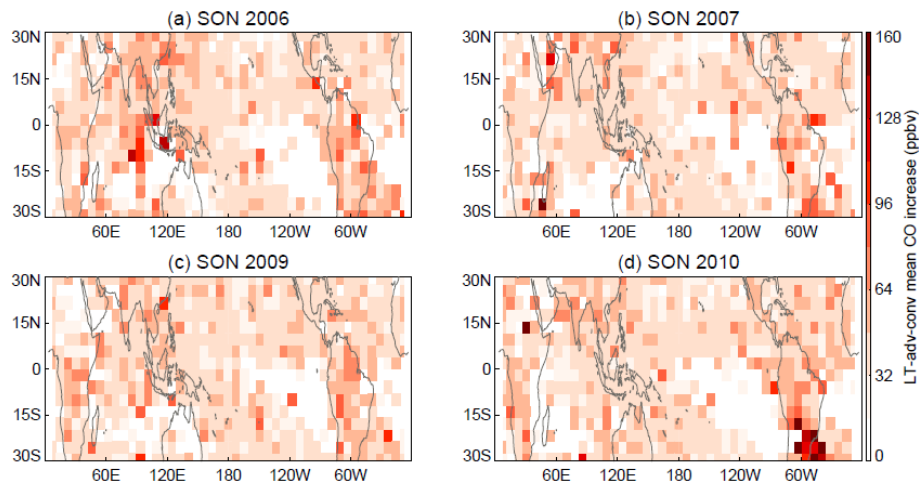 (a) SON 2006
(b) SON 2007
30N
15N
0
15S
30S
60E 120E 180 120W 60W
30N
15N
0
15S
30S
60E 120E 180 120W 60W
(c) SON 2009
(d) SON 2010
30N
15N
0
15S
30S
60E 120E 180 120W 60W
30N
15N
0
15S
30S
60E 120E 180 120W 60W
160
128
96
64
32
0
LT-adv-conv mean CO increase (ppbv)